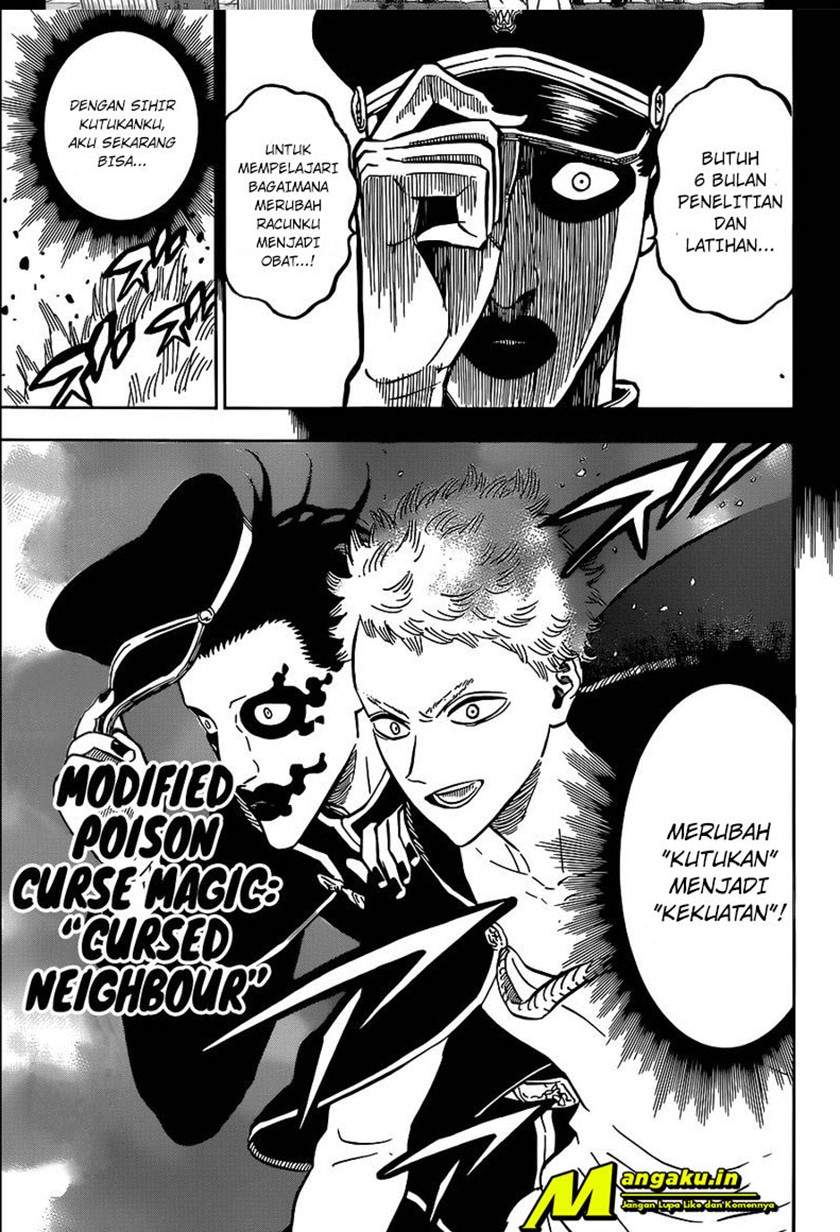 BUTUH
6 BULAN
PENELITIAN
DAN
LATIHAN...
UNTUK
MEMPELAJARI
BAGAIMANA
MERUBAH
RACUNKU
MENJADI
OBAT...!
DENGAN SIHIR
KUTUKANKU,
AKU SEKARANG
BISA...
MERUBAH
"KUTUKAN"
MENJADI
"KEKUATAN"!
MODIFIED
POISON
CURSE MAGIC:
"CURSED
NEIGHBOUR"
Mangaku.in
Jangan Lupa Like dan Komennya